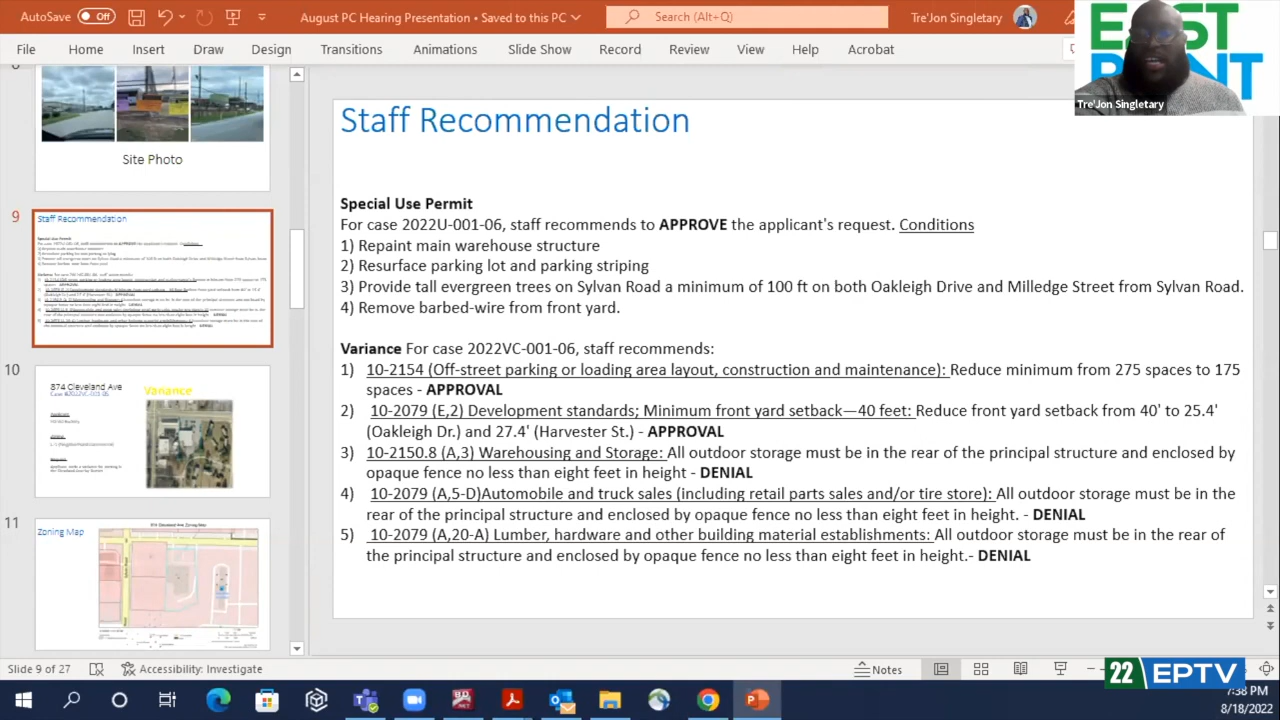 AutoSave Off August PC Hearing Presentation • Saved to this PC Search (Alt+Q) Tre'Jon Singletary
File Home Insert Draw Design Transitions Animations Slide Show Record Review View Help Acrobat
Tre'Jon Singletary
Site Photo
9
Staff Recommendation
10
874 Cleveland Ave
Variance
11
Zoning Map
Staff Recommendation
Special Use Permit
For case 2022U-001-06, staff recommends to APPROVE the applicant's request. Conditions
1) Repaint main warehouse structure
2) Resurface parking lot and parking striping
3) Provide tall evergreen trees on Sylvan Road a minimum of 100 ft on both Oakleigh Drive and Milledge Street from Sylvan Road.
4) Remove barbed-wire front yard.
Variance For case 2022VC-001-06, staff recommends:
1) 10-2154 (Off-street parking or loading area layout, construction and maintenance): Reduce minimum from 275 spaces to 175
spaces - APPROVAL
2) 10-2079 (E,2) Development standards; Minimum front yard setback—40 feet: Reduce front yard setback from 40' to 25.4'
(Oakleigh Dr.) and 27.4' (Harvester St.) - APPROVAL
3) 10-2150.8 (A,3) Warehousing and Storage: All outdoor storage must be in the rear of the principal structure and enclosed by
opaque fence no less than eight feet in height - DENIAL
4) 10-2079 (A,5-D)Automobile and truck sales (including retail parts sales and/or tire store): All outdoor storage must be in the
rear of the principal structure and enclosed by opaque fence no less than eight feet in height. - DENIAL
5) 10-2079 (A,20-A) Lumber, hardware and other building material establishments: All outdoor storage must be in the rear of
the principal structure and enclosed by opaque fence no less than eight feet in height.- DENIAL
Slide 9 of 27 Accessibility: Investigate Notes
22 EPTV
7:38 PM
8/18/2022